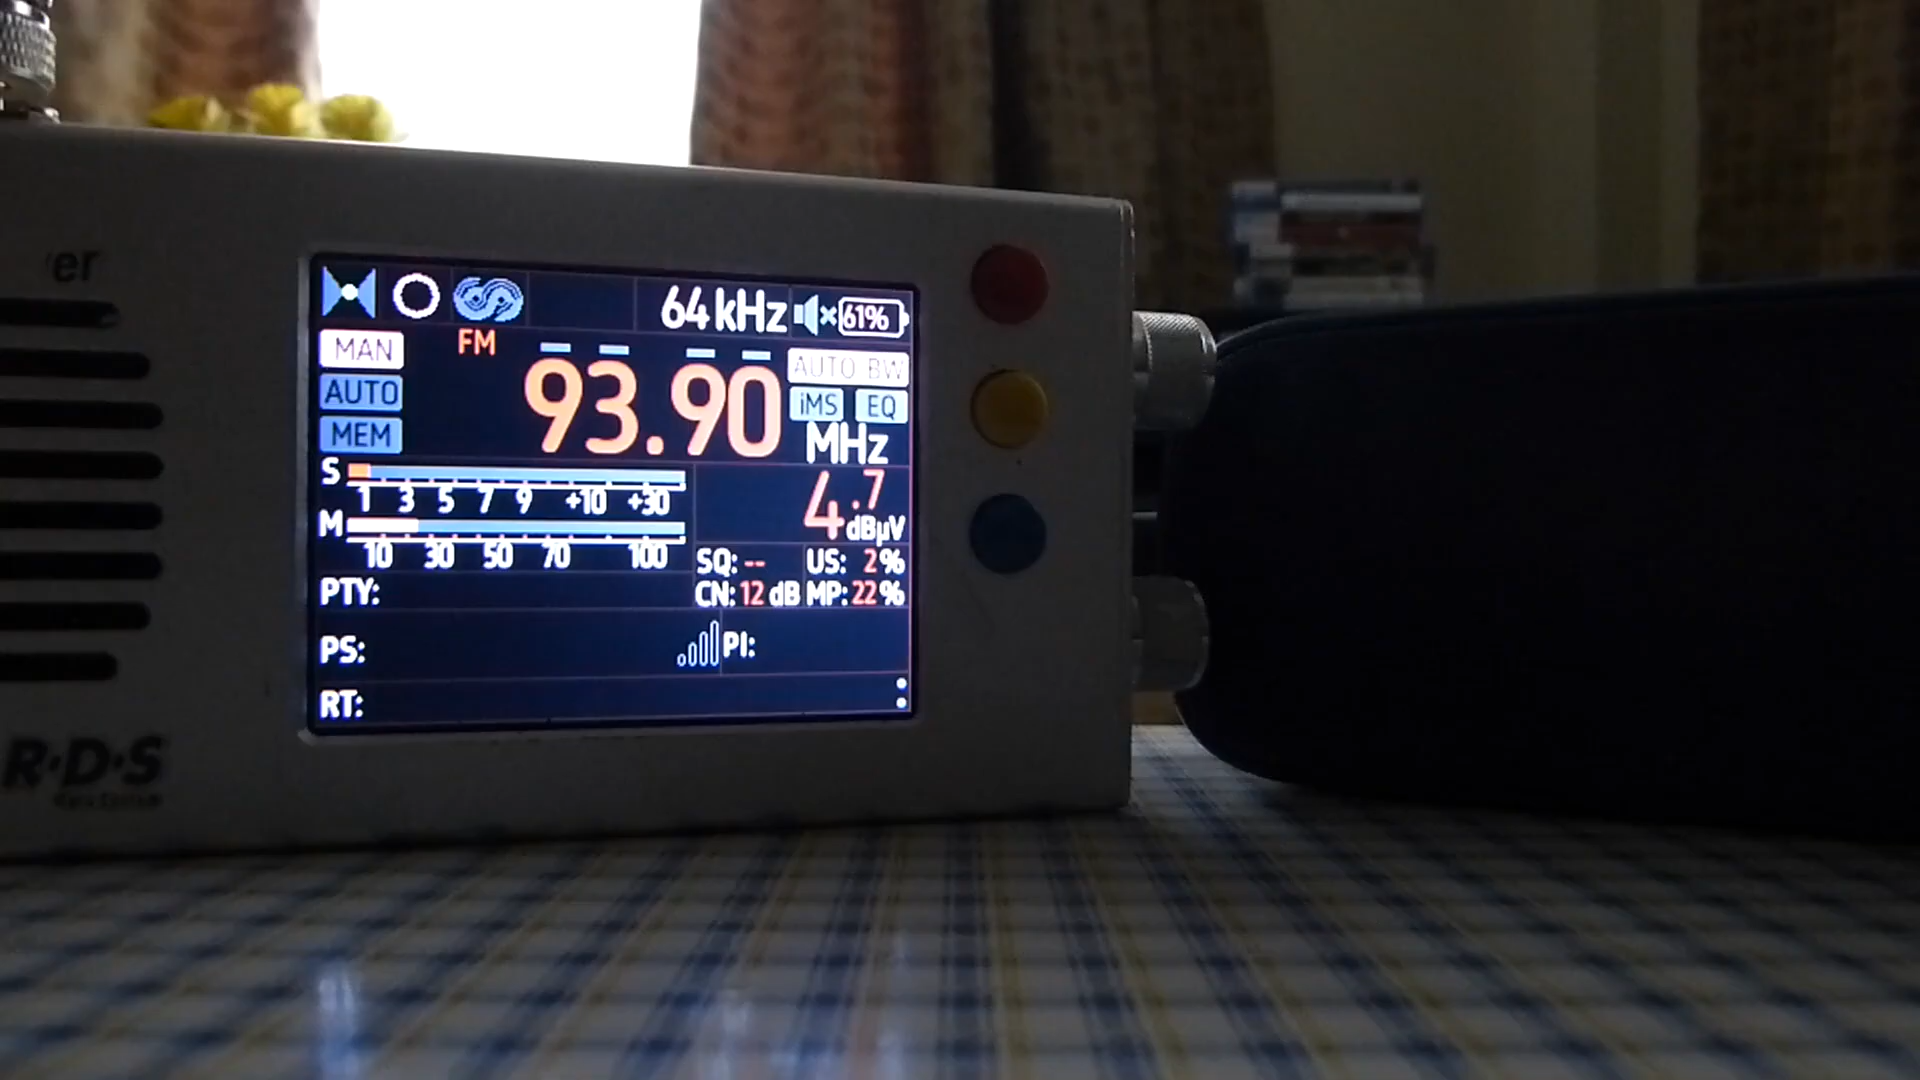 er
64 kHz 61%
MAN FM AUTO BW
AUTO 93.90 iMS EQ
MEM MHz
S
1 3 5 7 9 +10 +30
4.7 dBµV
M
10 30 50 70 100
SQ: -- US: 2%
PTY: CN: 12 dB MP: 22%
PS: PI:
RT:
R·D·S